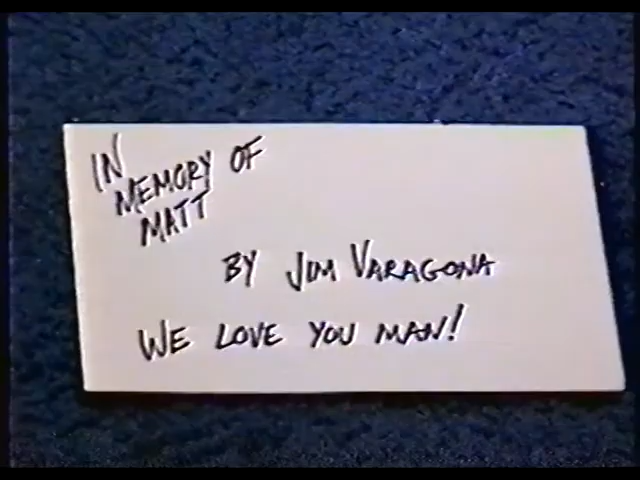 IN
MEMORY OF
MATT
BY JIM VARAGONA
WE LOVE YOU MAN!